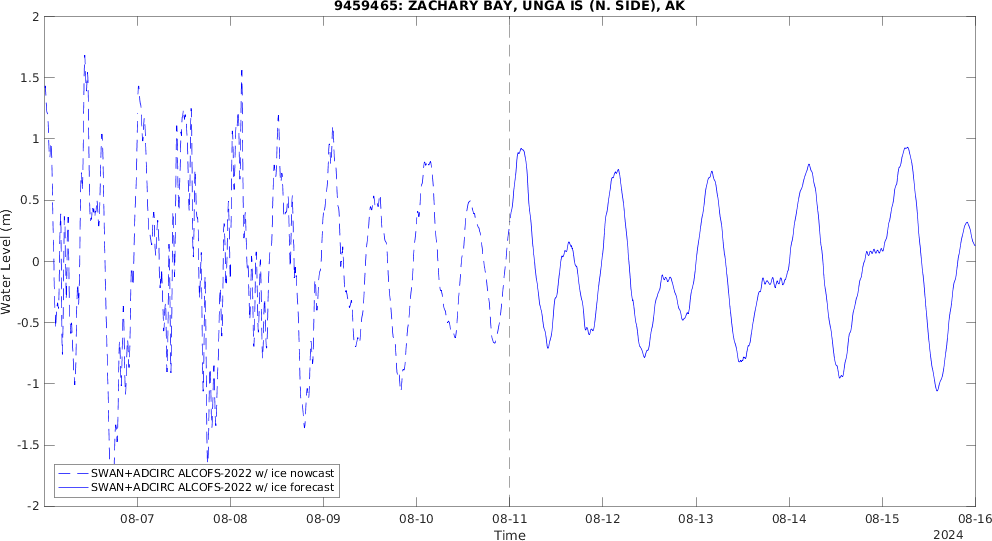 9459465: ZACHARY BAY, UNGA IS (N. SIDE), AK
2
1.5
1
0.5
0
-0.5
-1
-1.5
-2
Water Level (m)
SWAN+ADCIRC ALCOFS-2022 w/ ice nowcast
SWAN+ADCIRC ALCOFS-2022 w/ ice forecast
08-07 08-08 08-09 08-10 08-11 08-12 08-13 08-14 08-15 08-16
Time
2024